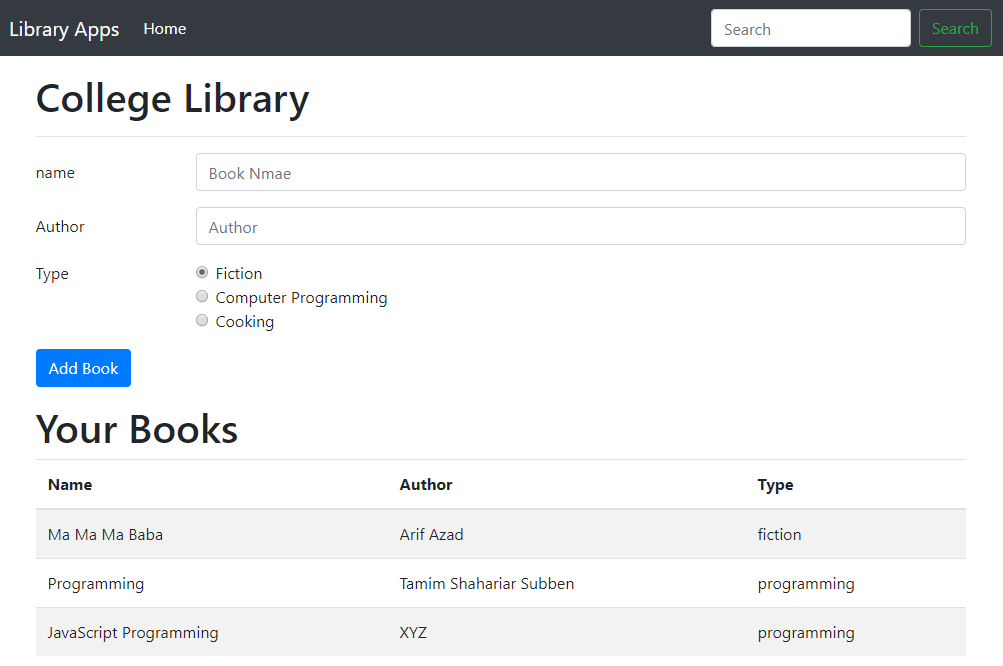 Library Apps Home Search Search
College Library
name Book Nmae
Author Author
Type Fiction
Computer Programming
Cooking
Add Book
Your Books
Name Author Type
Ma Ma Ma Baba Arif Azad fiction
Programming Tamim Shahariar Subben programming
JavaScript Programming XYZ programming